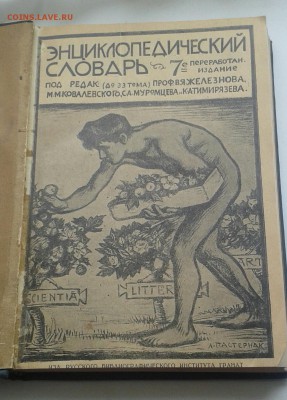 COINS.LAVE.RU
ЭНЦИКЛОПЕДИЧЕСКИЙ
СЛОВАРЬ 7е ПЕРЕРАБОТАН. ИЗДАНИЕ
ПОД РЕДАК: (ДО 33 ТОМА) ПРОФ. В.Я. ЖЕЛЕЗНОВА,
М.М. КОВАЛЕВСКОГО, С.А. МУРОМЦЕВА и К.А. ТИМИРЯЗЕВА.
SCIENTIA LITTER ART
Л. ПАСТЕРНАК
ИЗД. РУССКОГО БИБЛИОГРАФИЧЕСКОГО ИНСТИТУТА ГРАНАТ